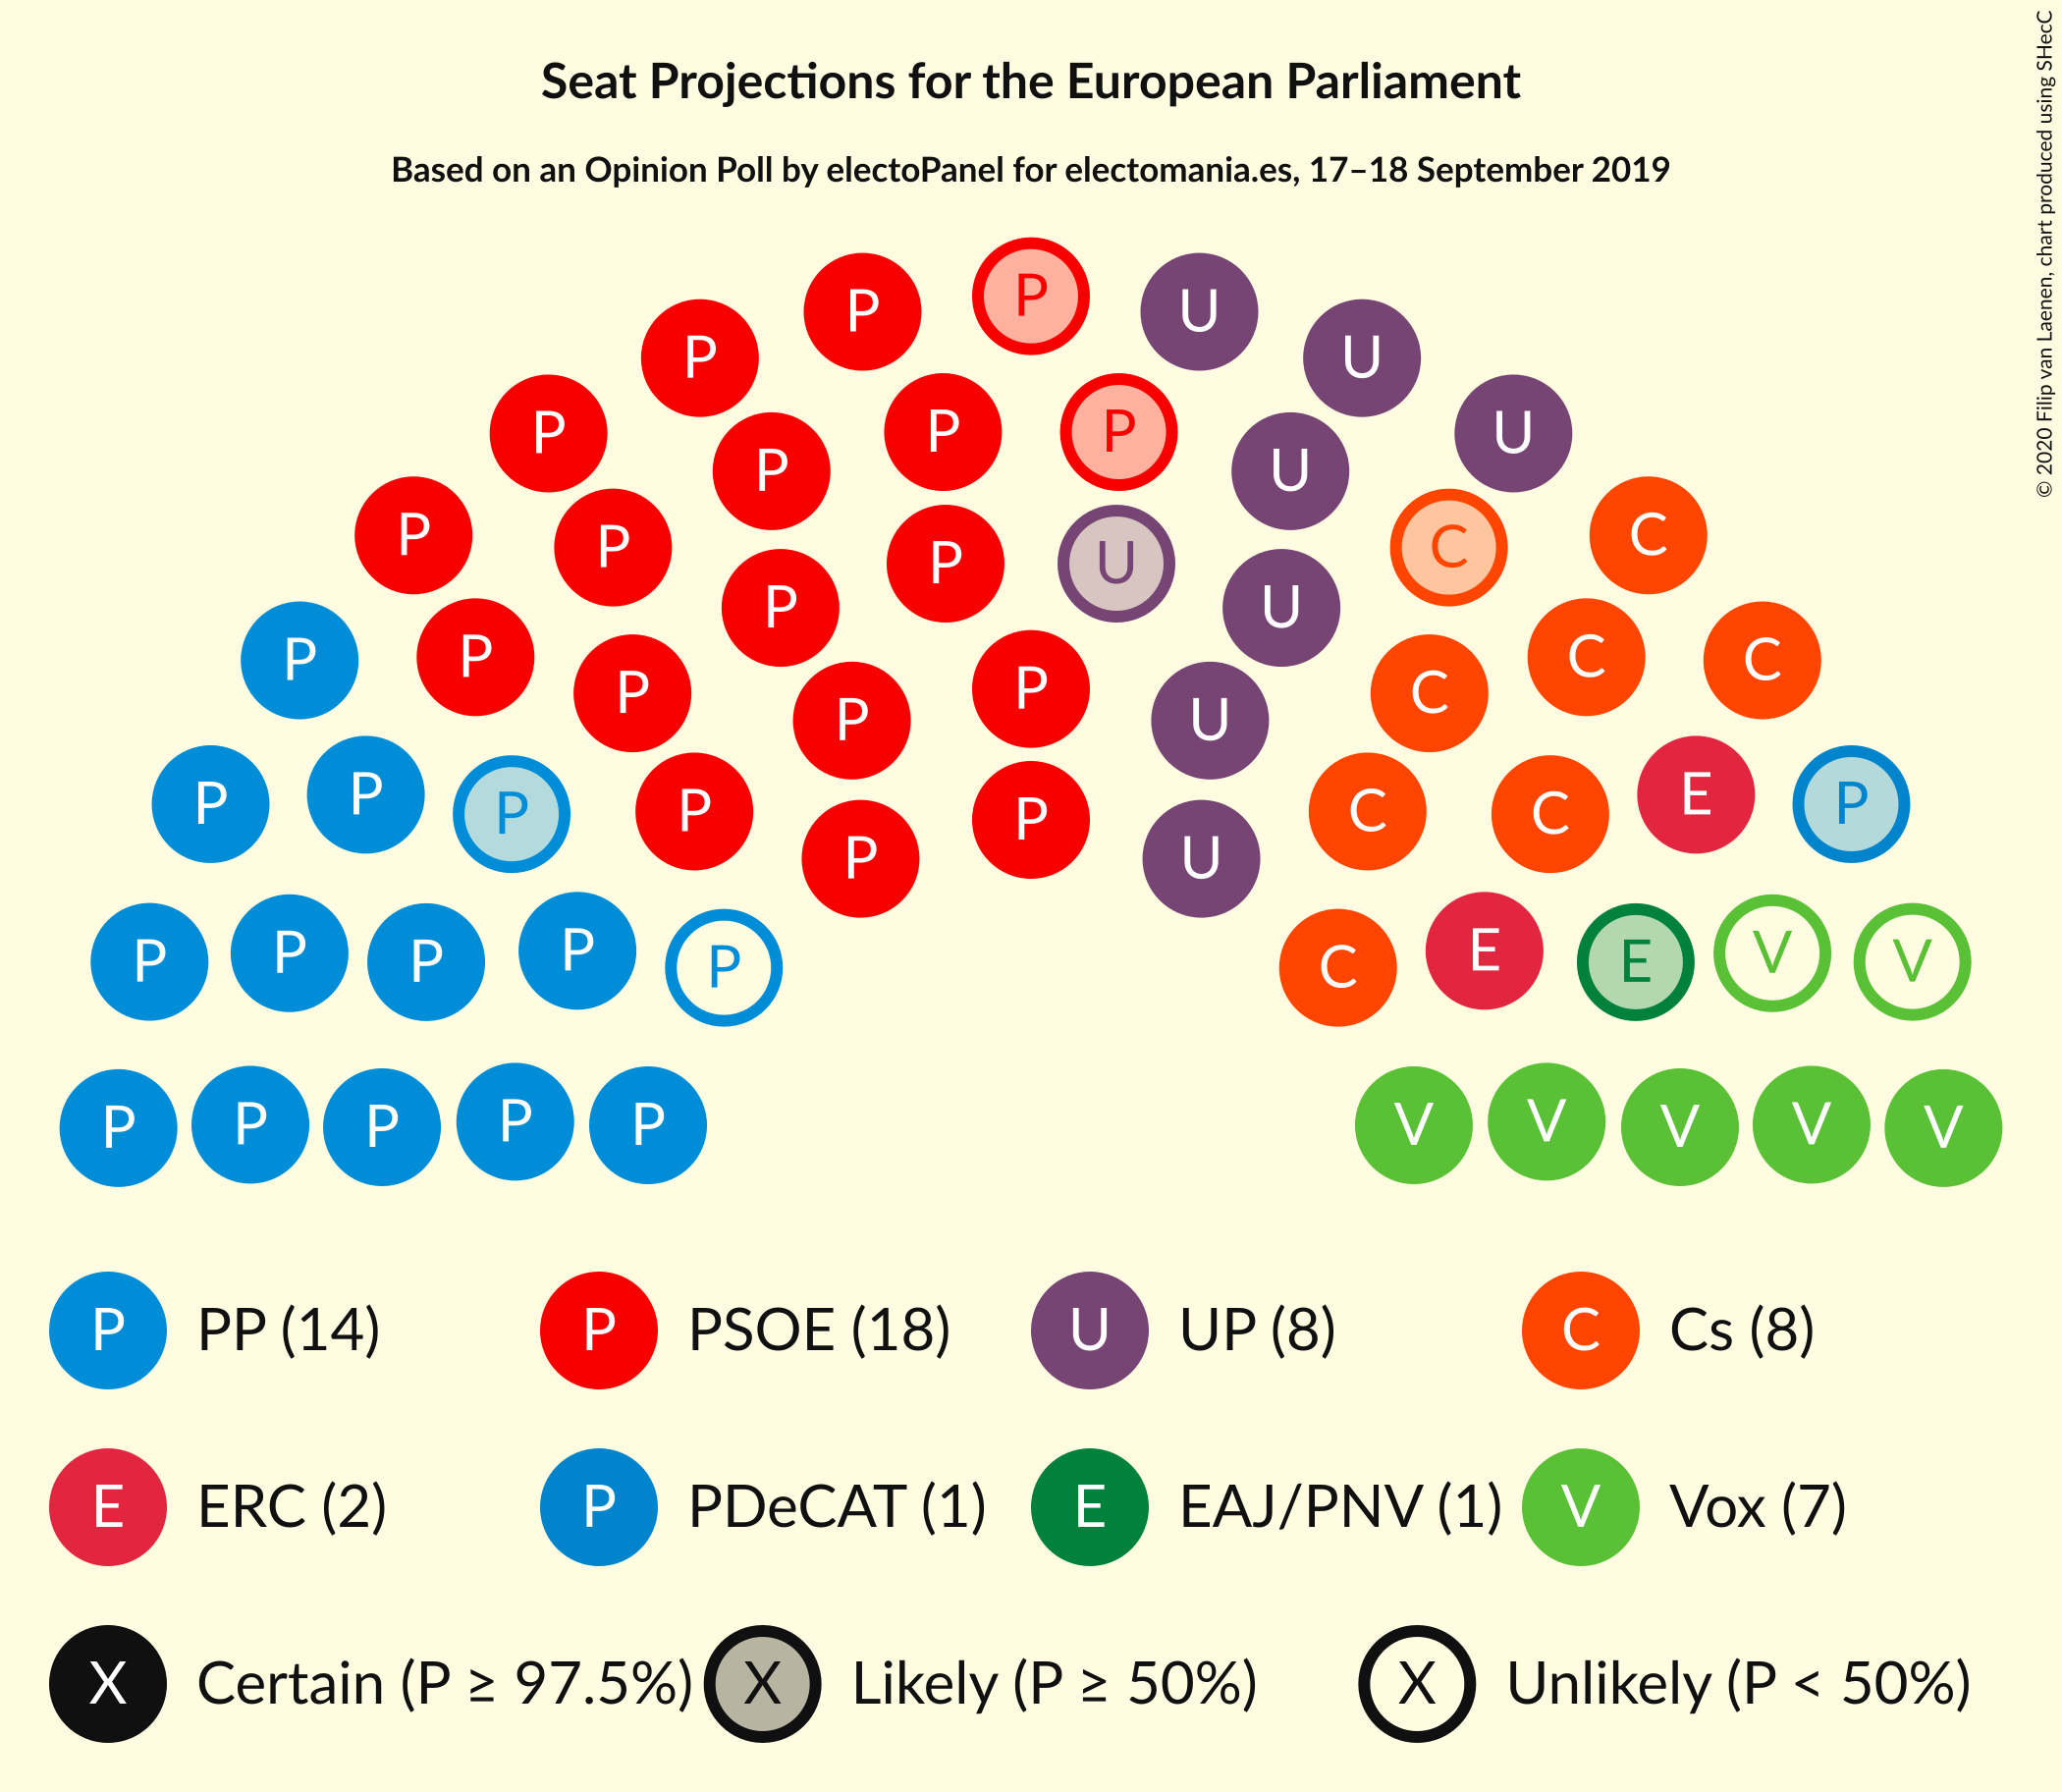 Seat Projections for the European Parliament
Based on an Opinion Poll by electoPanel for electomania.es, 17–18 September 2019
© 2020 Filip van Laenen, chart produced using SHecC
P P P U U
P P P P U U
P P P P U U C C
P P P P U C C C
P P P P P P P U C C E P
P P P P P C E E V V
P P P P P V V V V V
P PP (14) P PSOE (18) U UP (8) C Cs (8)
E ERC (2) P PDeCAT (1) E EAJ/PNV (1) V Vox (7)
X Certain (P ≥ 97.5%) X Likely (P ≥ 50%) X Unlikely (P < 50%)